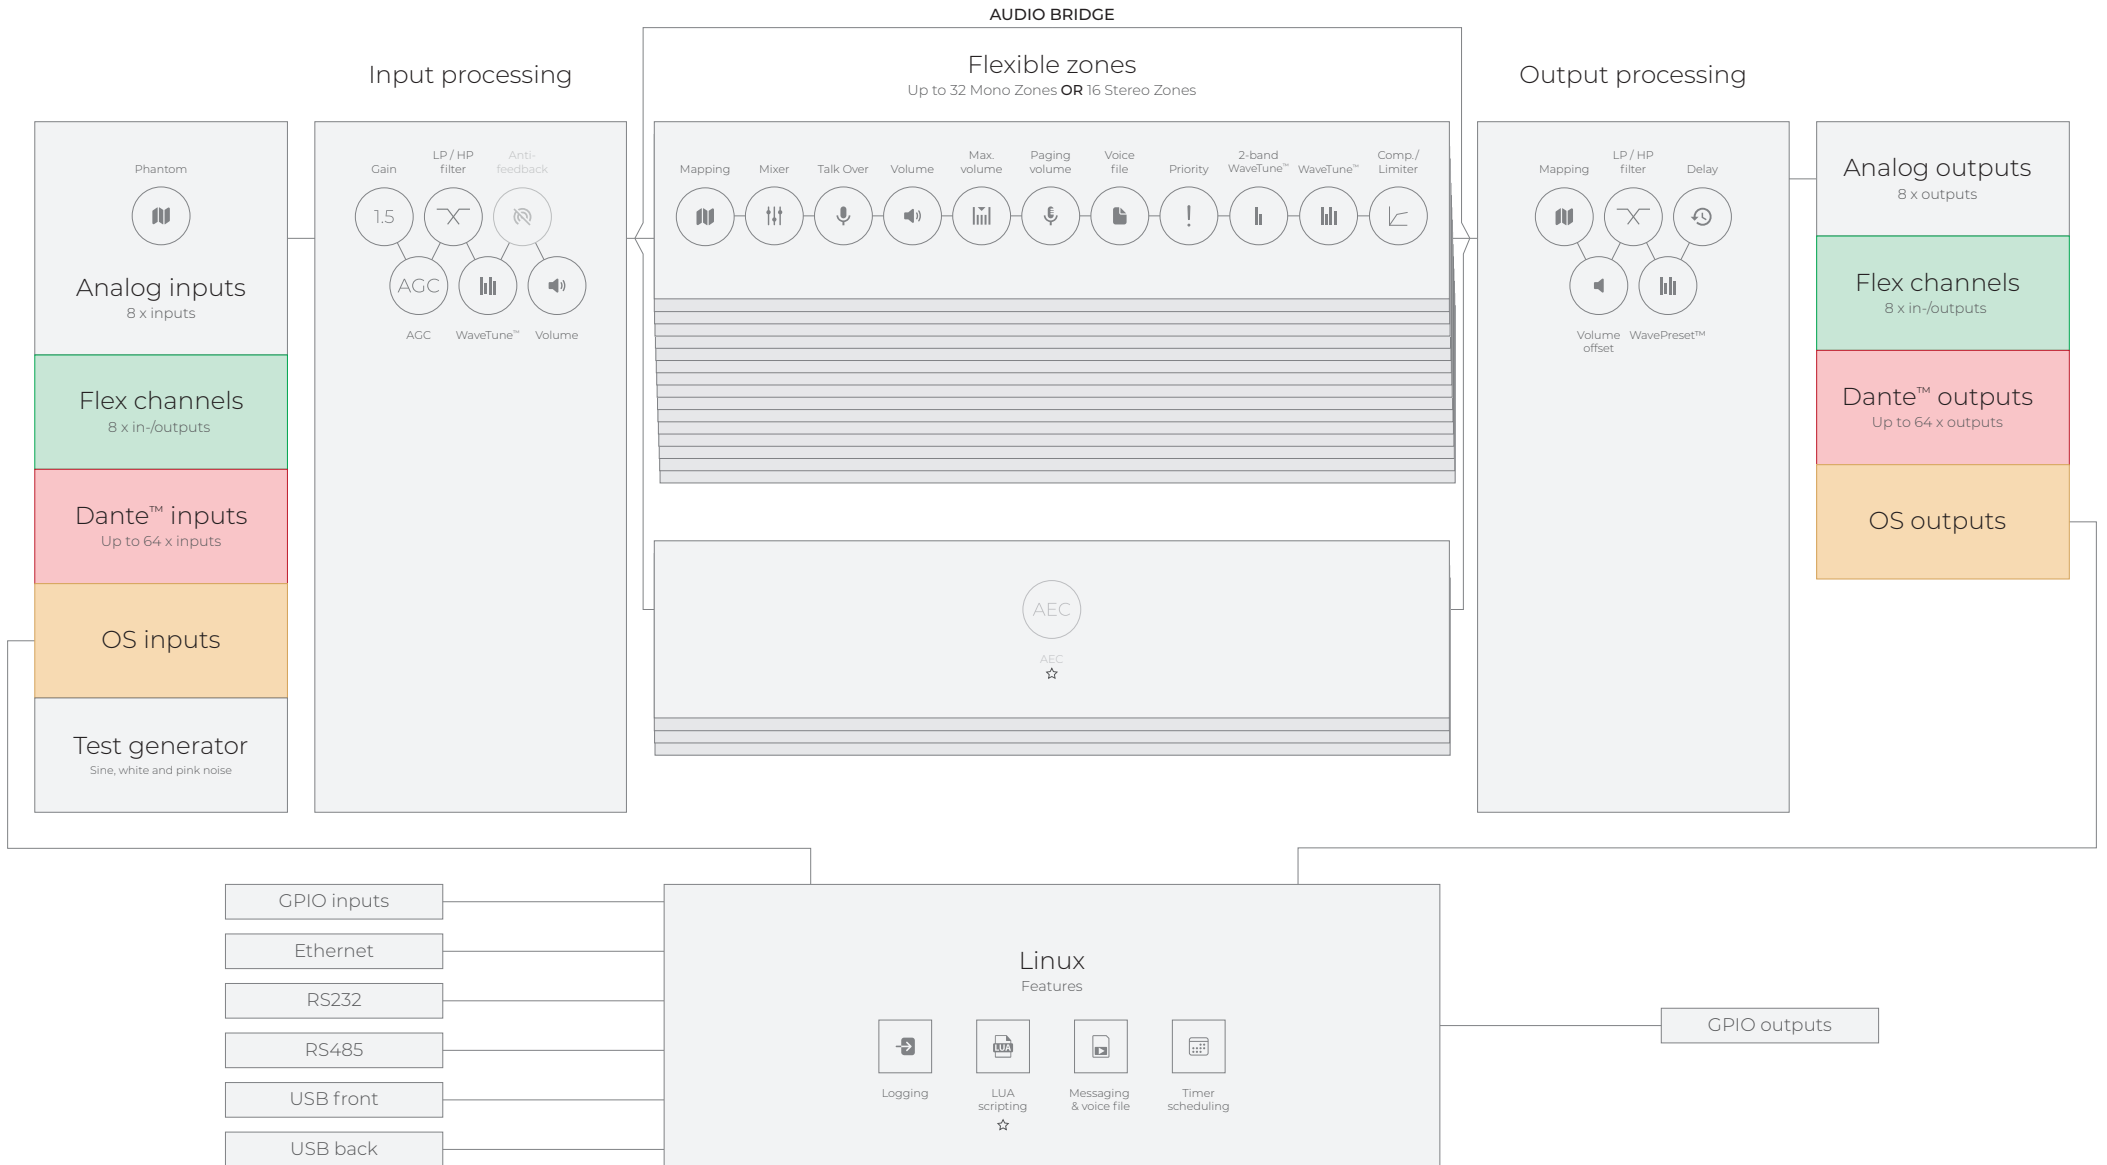 AUDIO BRIDGE
Input processing
Flexible zones
Up to 32 Mono Zones OR 16 Stereo Zones
Output processing
Phantom
Analog inputs
8 x inputs
Flex channels
8 x in-/outputs
Dante™ inputs
Up to 64 x inputs
OS inputs
Test generator
Sine, white and pink noise
Gain
LP / HP
filter
Anti-
feedback
1.5
AGC
AGC
WaveTune™
Volume
Mapping
Mixer
Talk Over
Volume
Max.
volume
Paging
volume
Voice
file
Priority
2-band
WaveTune™
WaveTune™
Comp./
Limiter
AEC
AEC
Mapping
LP / HP
filter
Delay
Volume
offset
WavePreset™
Analog outputs
8 x outputs
Flex channels
8 x in-/outputs
Dante™ outputs
Up to 64 x outputs
OS outputs
GPIO inputs
Ethernet
RS232
RS485
USB front
USB back
Linux
Features
Logging
LUA
LUA
scripting
Messaging
& voice file
Timer
scheduling
GPIO outputs